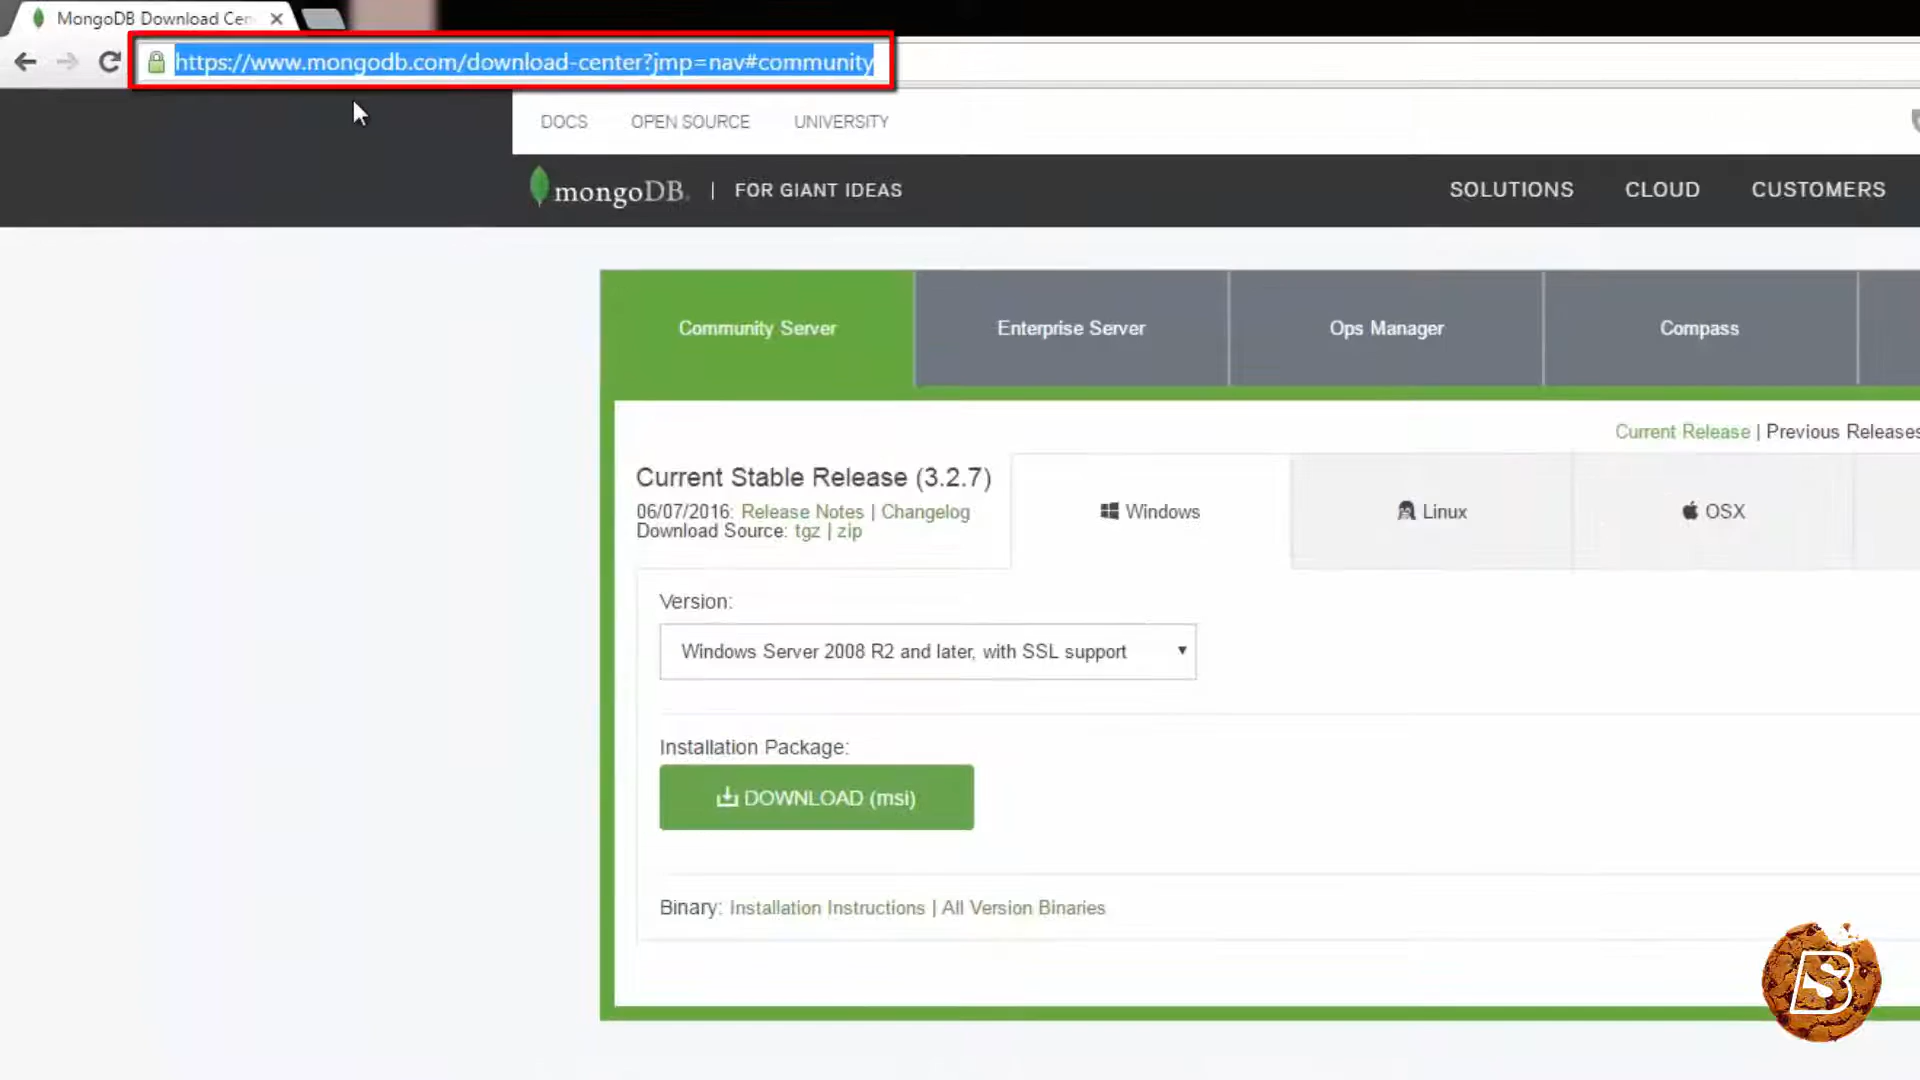 MongoDB Download Cen
https://www.mongodb.com/download-center?jmp=nav#community
DOCS OPEN SOURCE UNIVERSITY
mongoDB. | FOR GIANT IDEAS SOLUTIONS CLOUD CUSTOMERS
Community Server Enterprise Server Ops Manager Compass
Current Release | Previous Releases
Current Stable Release (3.2.7)
06/07/2016: Release Notes | Changelog
Download Source: tgz | zip
Windows Linux OSX
Version:
Windows Server 2008 R2 and later, with SSL support
Installation Package:
DOWNLOAD (msi)
Binary: Installation Instructions | All Version Binaries